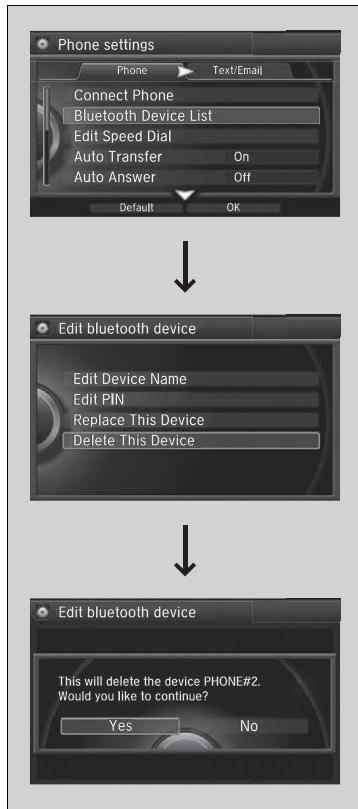 Phone settings
Phone Text/Email
Connect Phone
Bluetooth Device List
Edit Speed Dial
Auto Transfer On
Auto Answer Off
Default OK
Edit bluetooth device
Edit Device Name
Edit PIN
Replace This Device
Delete This Device
Edit bluetooth device
This will delete the device PHONE#2.
Would you like to continue?
Yes No